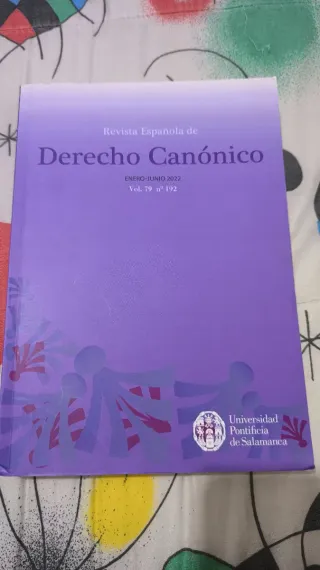 Revista Española de
Derecho Canónico
ENERO-JUNIO 2022
Vol. 79 nº 192
Universidad
Pontificia
de Salamanca